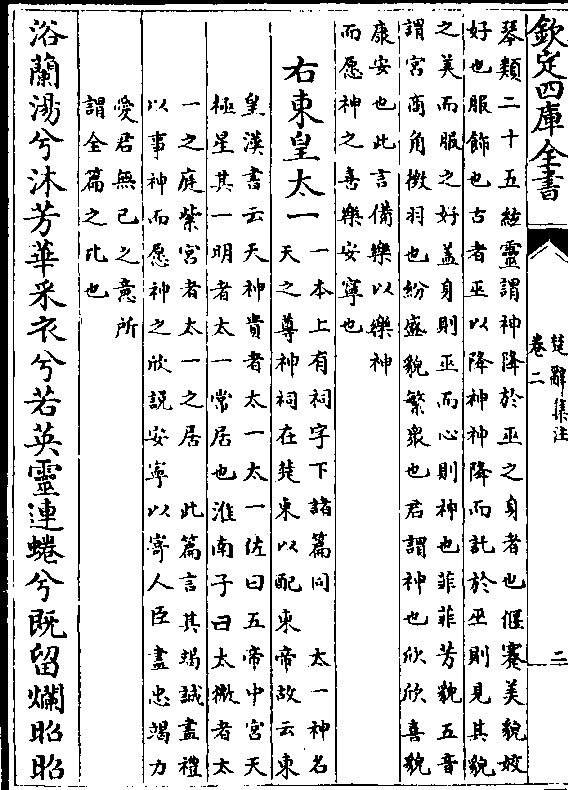 欽定四庫全書
楚辭集注
卷二
二
琴類二十五絃靈謂神降於巫之身者也偃蹇美貌姣
好也服飾也古者巫以降神神降而託於巫則見其貌
之美而服之好蓋身則巫而心則神也菲菲芳貌五音
謂宮商角徵羽也紛盛貌繁衆也君謂神也欣欣喜貌
康安也此言備樂以樂神
而愿神之喜樂安寧也
右東皇太一
一本上有祠字下諸篇同 太一神名
天之尊神祠在楚東以配東帝故云東
皇漢書云天神貴者太一太一佐曰五帝中宮天
極星其一明者太一常居也淮南子曰太微者太
一之庭紫宮者太一之居 此篇言其竭誠盡禮
以事神而愿神之欣説安寧以寄人臣盡忠竭力
愛君無已之意所
謂全篇之比也
浴蘭湯兮沐芳華采衣兮若英靈連蜷兮既留爛昭昭